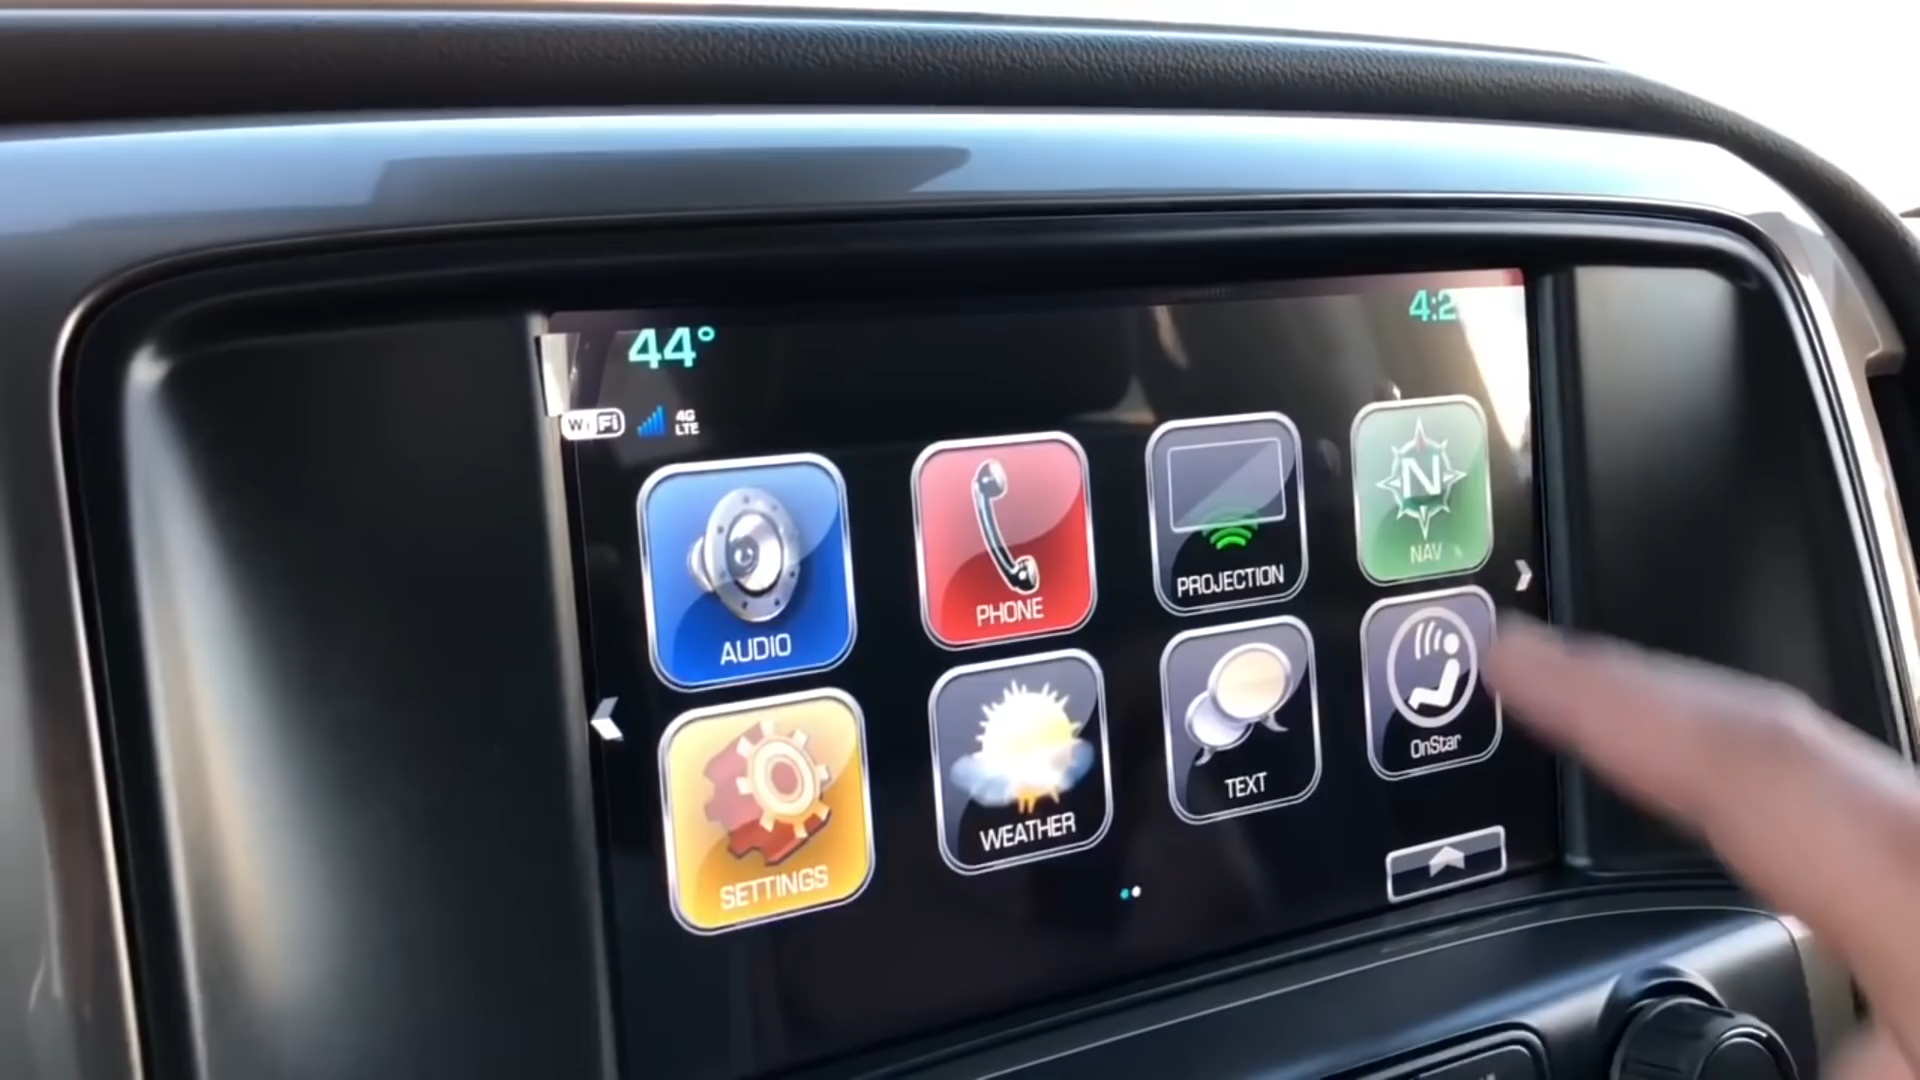 44°
4:2
WiFi 4G LTE
AUDIO
PHONE
PROJECTION
N
NAV
SETTINGS
WEATHER
TEXT
OnStar